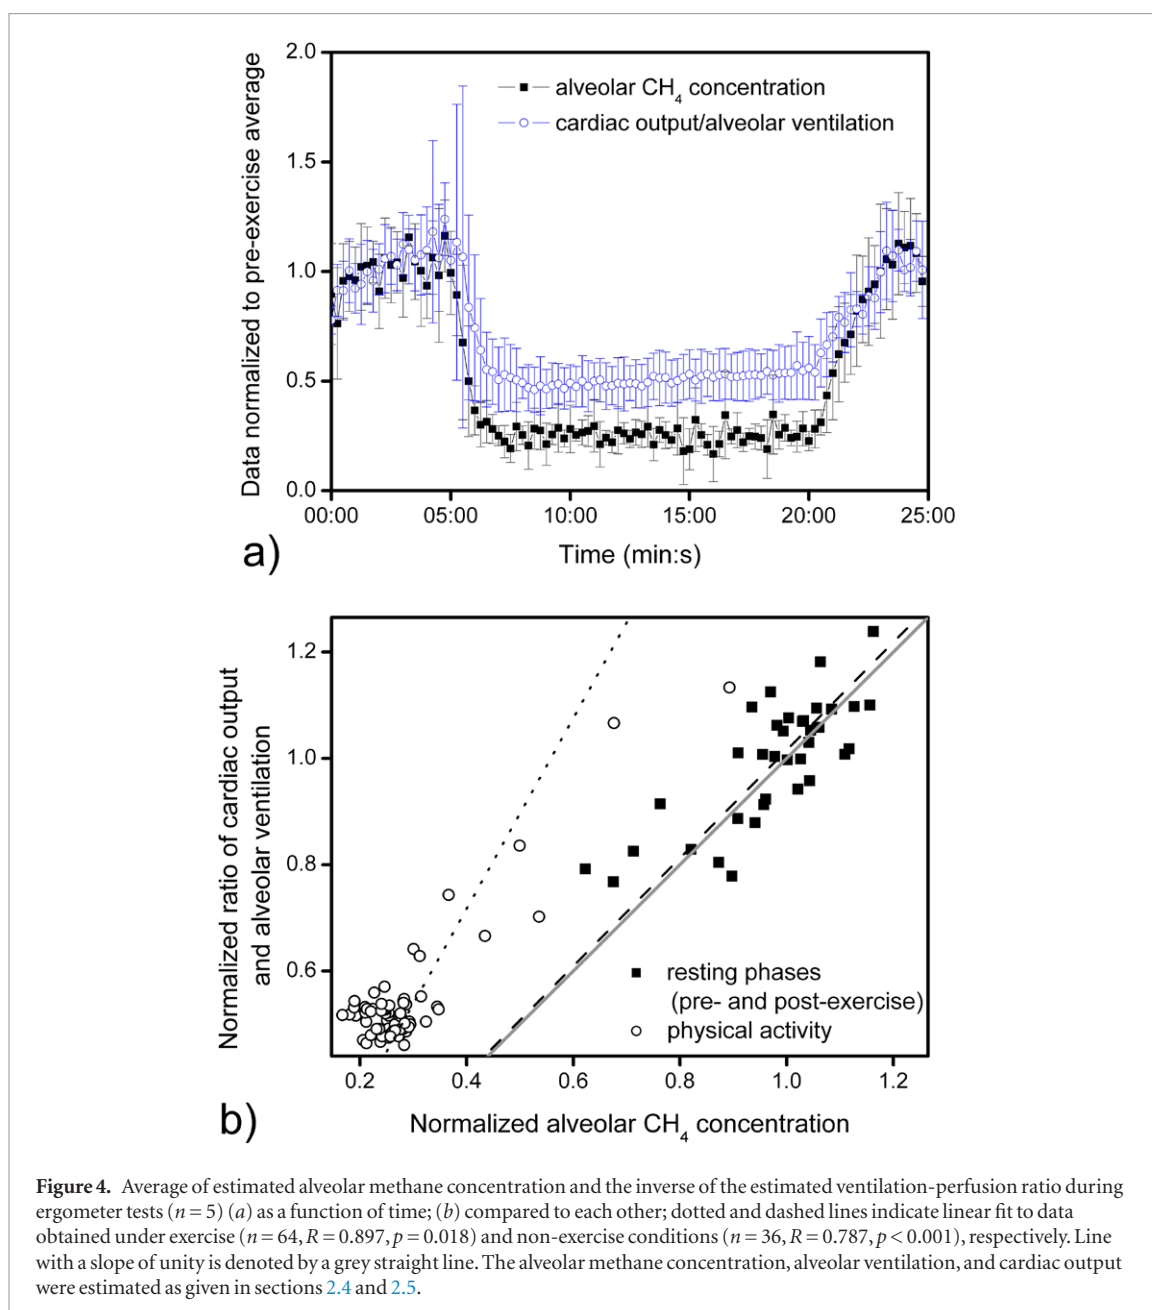 2.0
1.5
1.0
0.5
0.0
Data normalized to pre-exercise average
alveolar CH4 concentration
cardiac output/alveolar ventilation
00:00 05:00 10:00 15:00 20:00 25:00
Time (min:s)
a)
1.2
1.0
0.8
0.6
Normalized ratio of cardiac output
and alveolar ventilation
resting phases
(pre- and post-exercise)
physical activity
0.2 0.4 0.6 0.8 1.0 1.2
Normalized alveolar CH4 concentration
b)
Figure 4. Average of estimated alveolar methane concentration and the inverse of the estimated ventilation-perfusion ratio during
ergometer tests (n = 5) (a) as a function of time; (b) compared to each other; dotted and dashed lines indicate linear fit to data
obtained under exercise (n = 64, R = 0.897, p = 0.018) and non-exercise conditions (n = 36, R = 0.787, p < 0.001), respectively. Line
with a slope of unity is denoted by a grey straight line. The alveolar methane concentration, alveolar ventilation, and cardiac output
were estimated as given in sections 2.4 and 2.5.